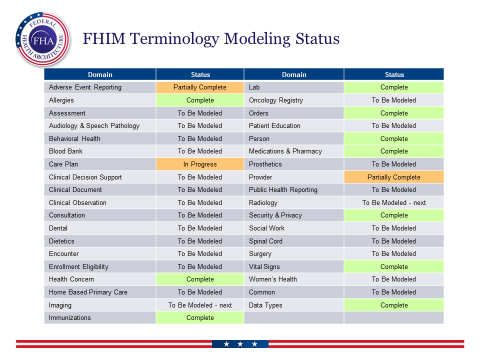 FEDERAL
HEALTH ARCHITECTURE
FHA
FHIM Terminology Modeling Status
Domain Status Domain Status
Adverse Event Reporting Partially Complete Lab Complete
Allergies Complete Oncology Registry To Be Modeled
Assessment To Be Modeled Orders Complete
Audiology & Speech Pathology To Be Modeled Patient Education To Be Modeled
Behavioral Health To Be Modeled Person Complete
Blood Bank To Be Modeled Medications & Pharmacy Complete
Care Plan In Progress Prosthetics To Be Modeled
Clinical Decision Support To Be Modeled Provider Partially Complete
Clinical Document To Be Modeled Public Health Reporting To Be Modeled
Clinical Observation To Be Modeled Radiology To Be Modeled - next
Consultation To Be Modeled Security & Privacy Complete
Dental To Be Modeled Social Work To Be Modeled
Dietetics To Be Modeled Spinal Cord To Be Modeled
Encounter To Be Modeled Surgery To Be Modeled
Enrollment Eligibility To Be Modeled Vital Signs Complete
Health Concern Complete Women's Health To Be Modeled
Home Based Primary Care To Be Modeled Common To Be Modeled
Imaging To Be Modeled - next Data Types Complete
Immunizations Complete